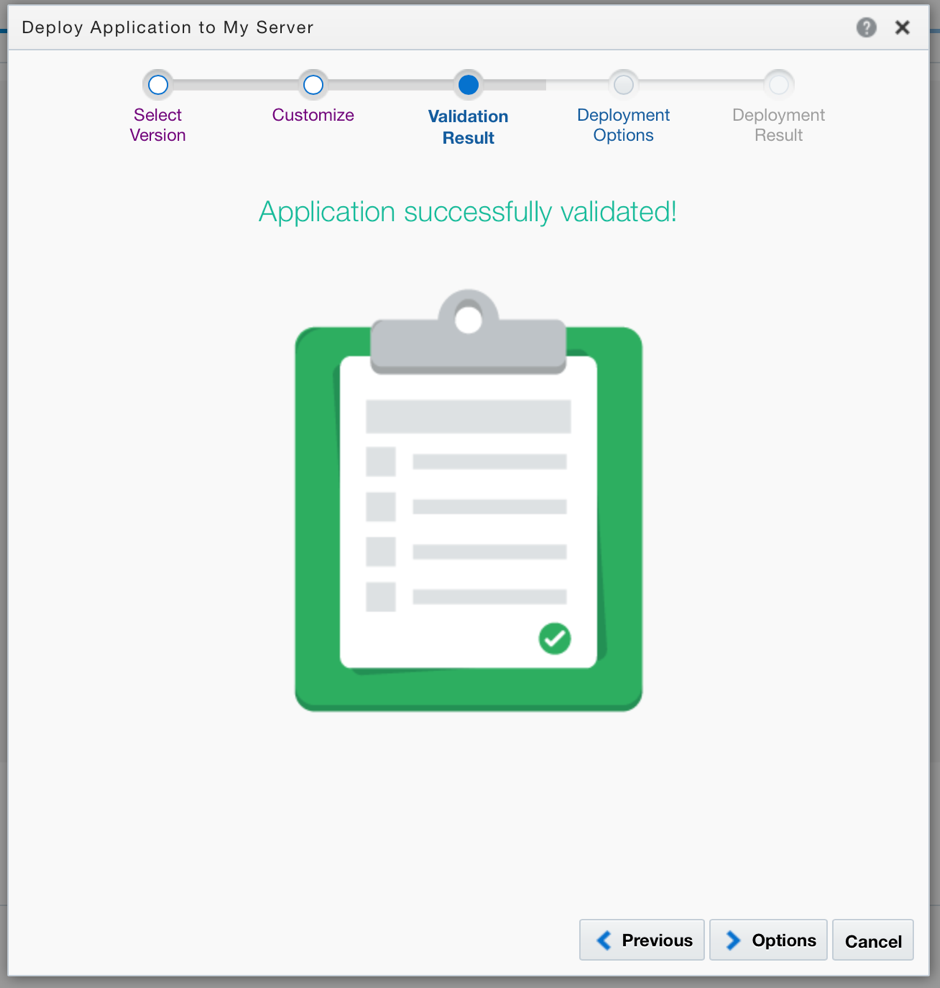 Deploy Application to My Server
?
Select
Version
Customize
Validation
Result
Deployment
Options
Deployment
Result
Application successfully validated!
Previous
Options
Cancel